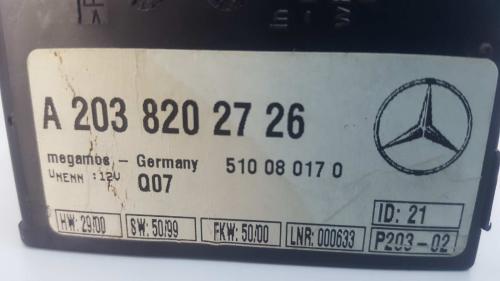 A 203 820 27 26
megamos - Germany 510 08 017 0
UNENN :12V Q07
ID: 21
HW: 29/00 SW: 50/99 FKW: 50/00 LNR: 000633 P203-02